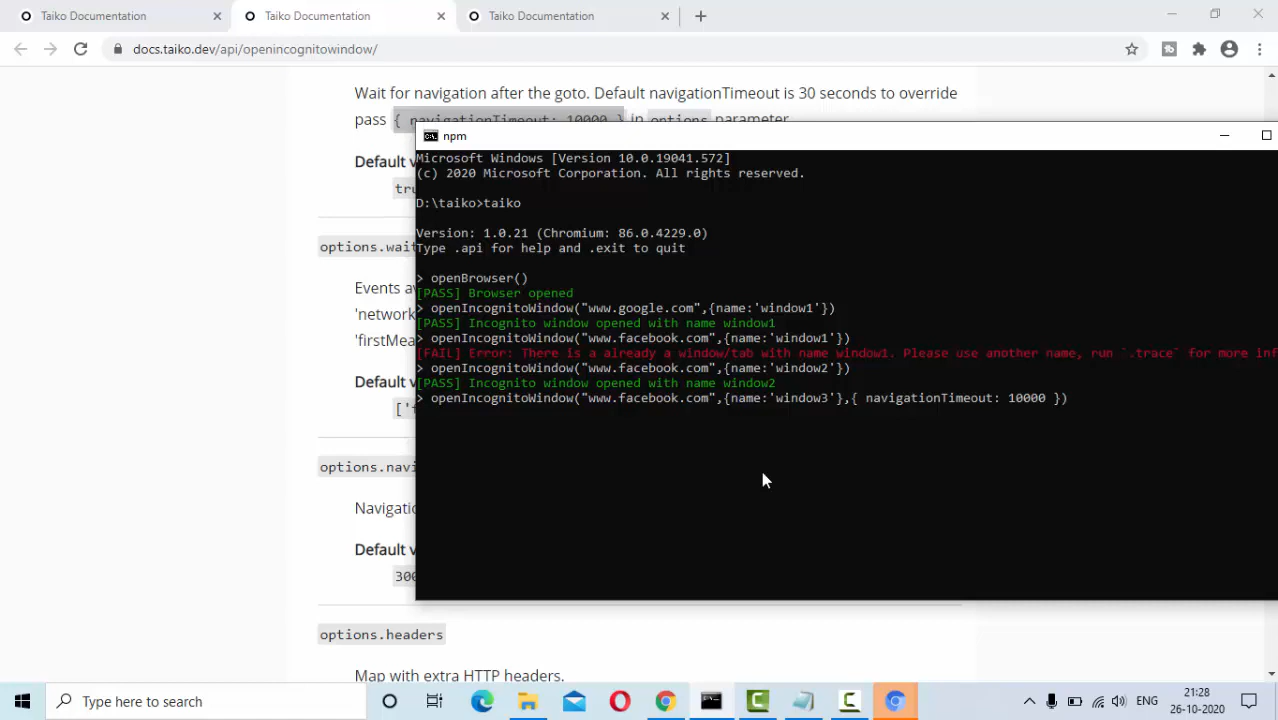 Taiko Documentation
Taiko Documentation
Taiko Documentation
docs.taiko.dev/api/openincognitowindow/
Wait for navigation after the goto. Default navigationTimeout is 30 seconds to override
pass { navigationTimeout: 10000 } in options parameter.
Default v
tru
options.wait
Events a
'network
'firstMea
Default v
['f
options.navi
Navigatio
Default v
300
options.headers
Map with extra HTTP headers.
npm
Microsoft Windows [Version 10.0.19041.572]
(c) 2020 Microsoft Corporation. All rights reserved.
D:\taiko>taiko
Version: 1.0.21 (Chromium: 86.0.4229.0)
Type .api for help and .exit to quit
> openBrowser()
[PASS] Browser opened
> openIncognitoWindow("www.google.com",{name:'window1'})
[PASS] Incognito window opened with name window1
> openIncognitoWindow("www.facebook.com",{name:'window1'})
[FAIL] Error: There is a already a window/tab with name window1. Please use another name, run `.trace` for more inf
> openIncognitoWindow("www.facebook.com",{name:'window2'})
[PASS] Incognito window opened with name window2
> openIncognitoWindow("www.facebook.com",{name:'window3'},{ navigationTimeout: 10000 })
Type here to search
ENG
21:28
26-10-2020